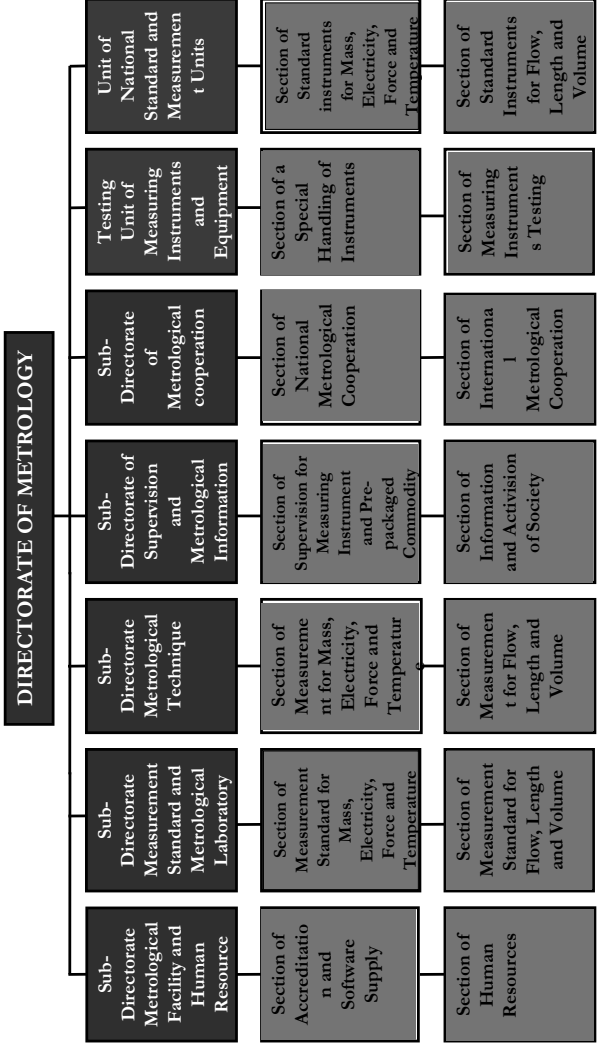 DIRECTORATE OF METROLOGY
Sub-
Directorate
Metrological
Facility and
Human
Resource
Sub-
Directorate
Measurement
Standard and
Metrological
Laboratory
Sub-
Directorate
Metrological
Technique
Sub-
Directorate of
Supervision
and
Metrological
Information
Sub-
Directorate
of
Metrological
cooperation
Testing
Unit of
Measuring
Instruments
and
Equipment
Unit of
National
Standard and
Measuremen
t Units
Section of
Accreditatio
n and
Software
Supply
Section of
Measurement
Standard for
Mass,
Electricity,
Force and
Temperature
Section of
Measureme
nt for Mass,
Electricity,
Force and
Temperatur
e
Section of
Supervision for
Measuring
Instrument
and Pre-
packaged
Commodity
Section of
National
Metrological
Cooperation
Section of a
Special
Handling of
Instruments
Section of
Standard
instruments
for Mass,
Electricity,
Force and
Temperature
Section of
Human
Resources
Section of
Measurement
Standard for
Flow, Length
and Volume
Section of
Measuremen
t for Flow,
Length and
Volume
Section of
Information
and Activision
of Society
Section of
Internationa
l
Metrological
Cooperation
Section of
Measuring
Instrument
s Testing
Section of
Standard
Instruments
for Flow,
Length and
Volume